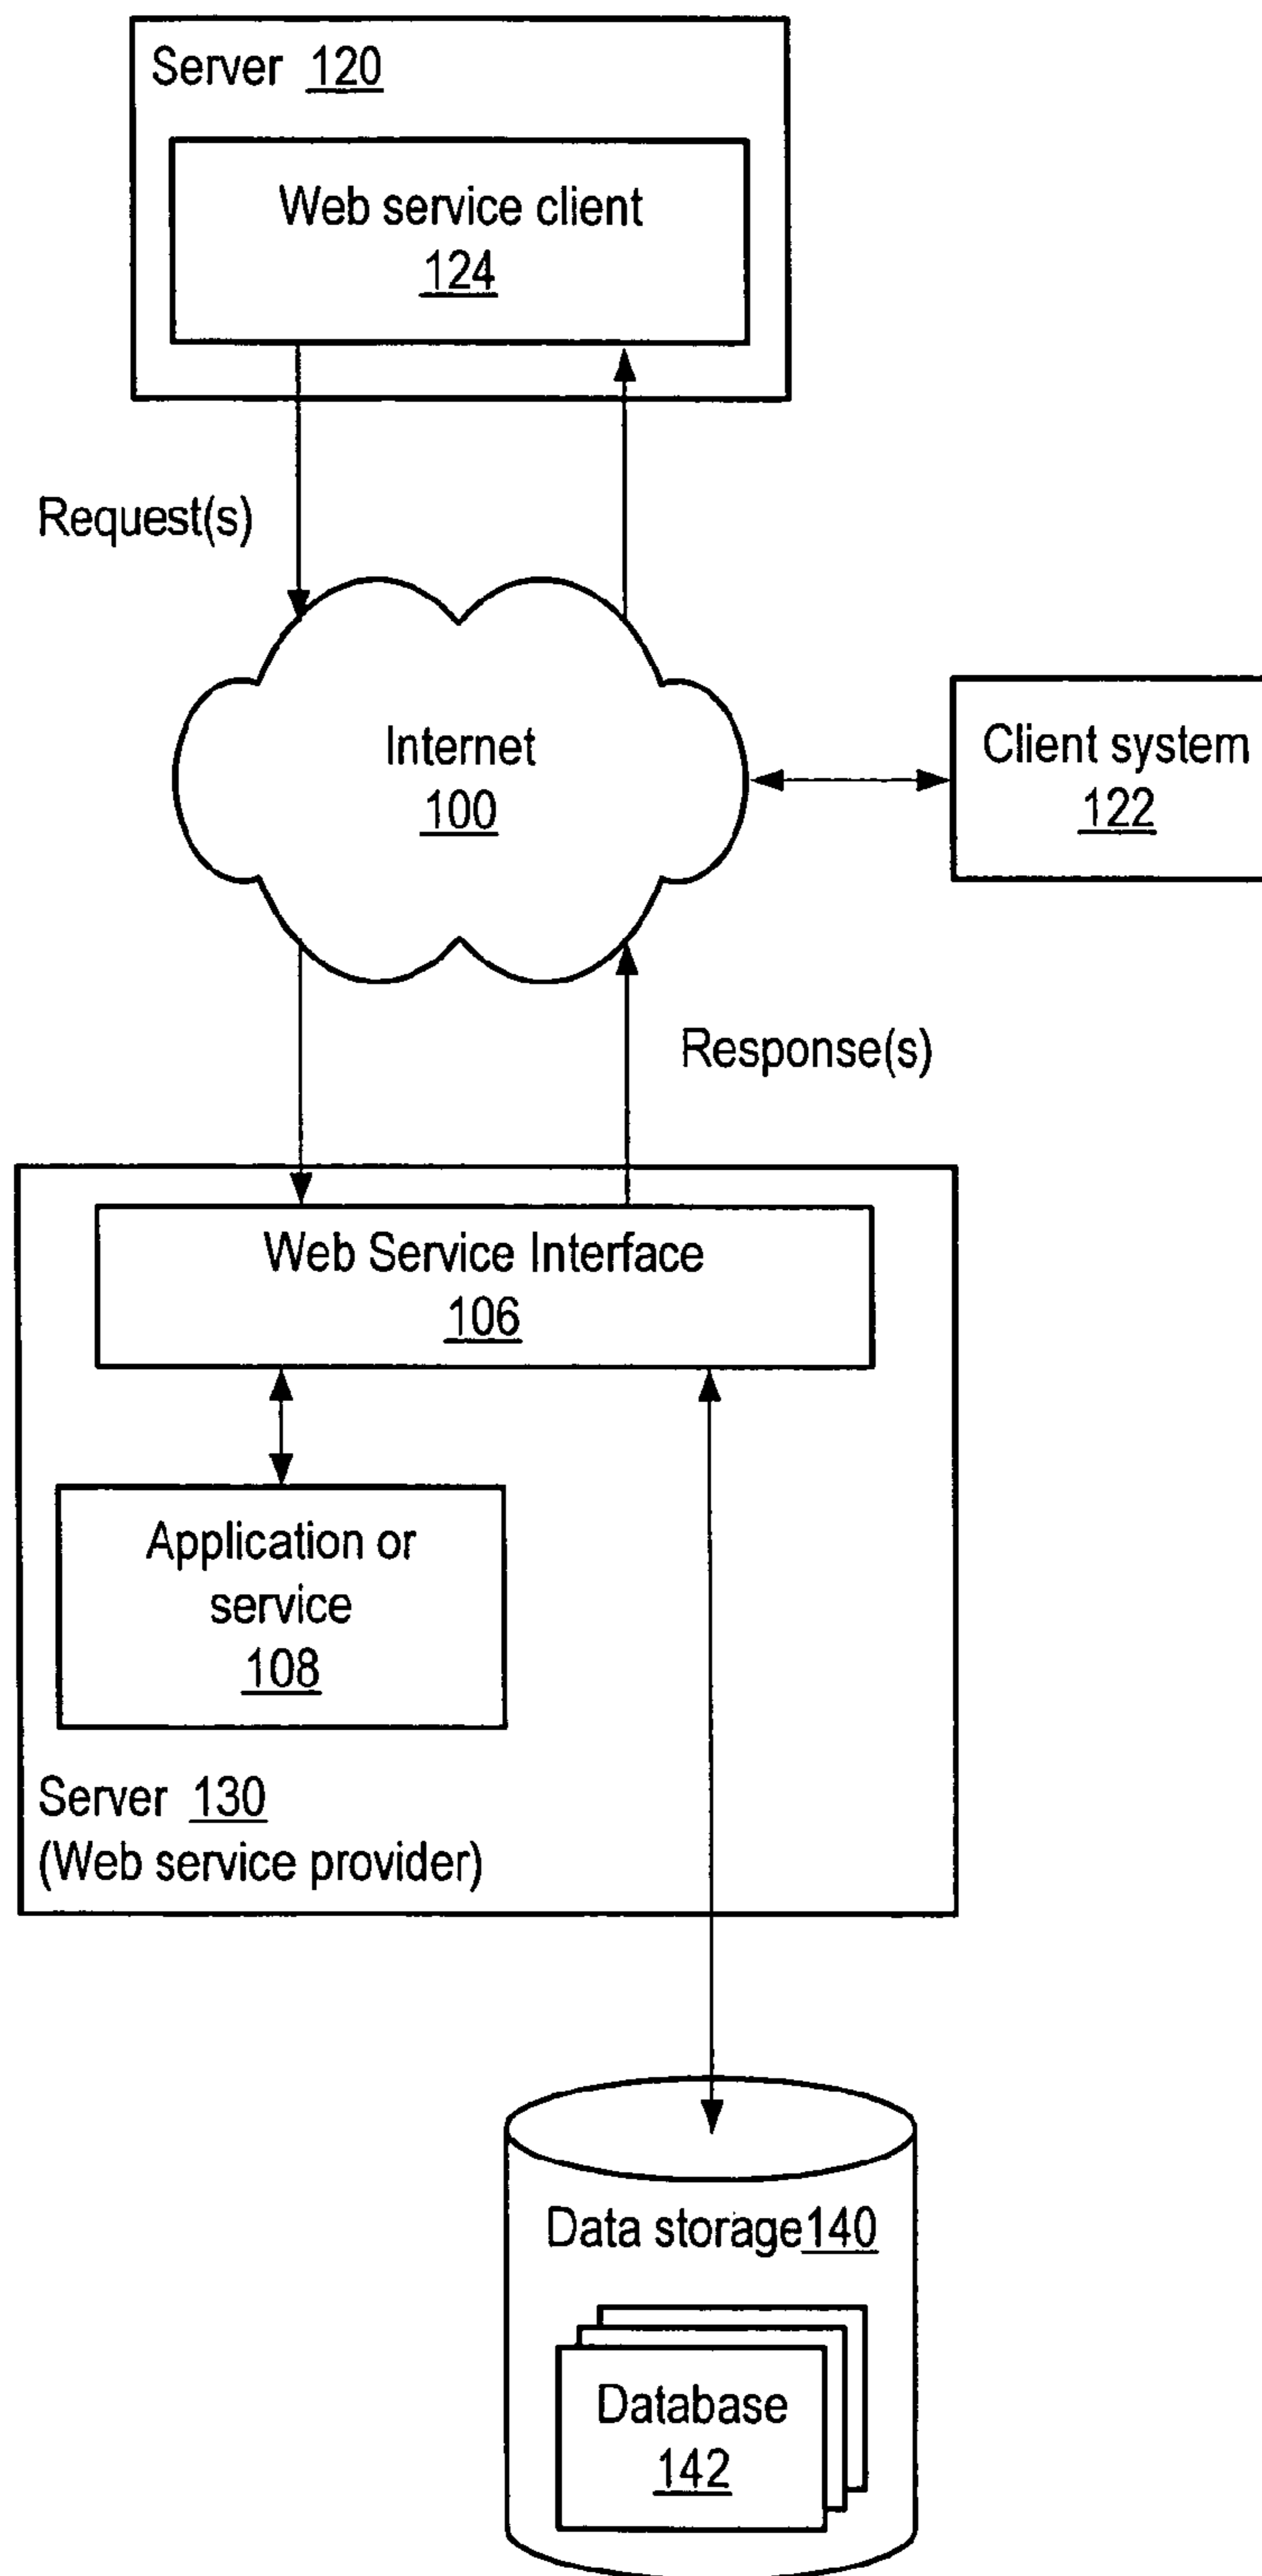 Server 120
Web service client
124
Request(s)
Internet
100
Client system
122
Response(s)
Web Service Interface
106
Application or
service
108
Server 130
(Web service provider)
Data storage140
Database
142